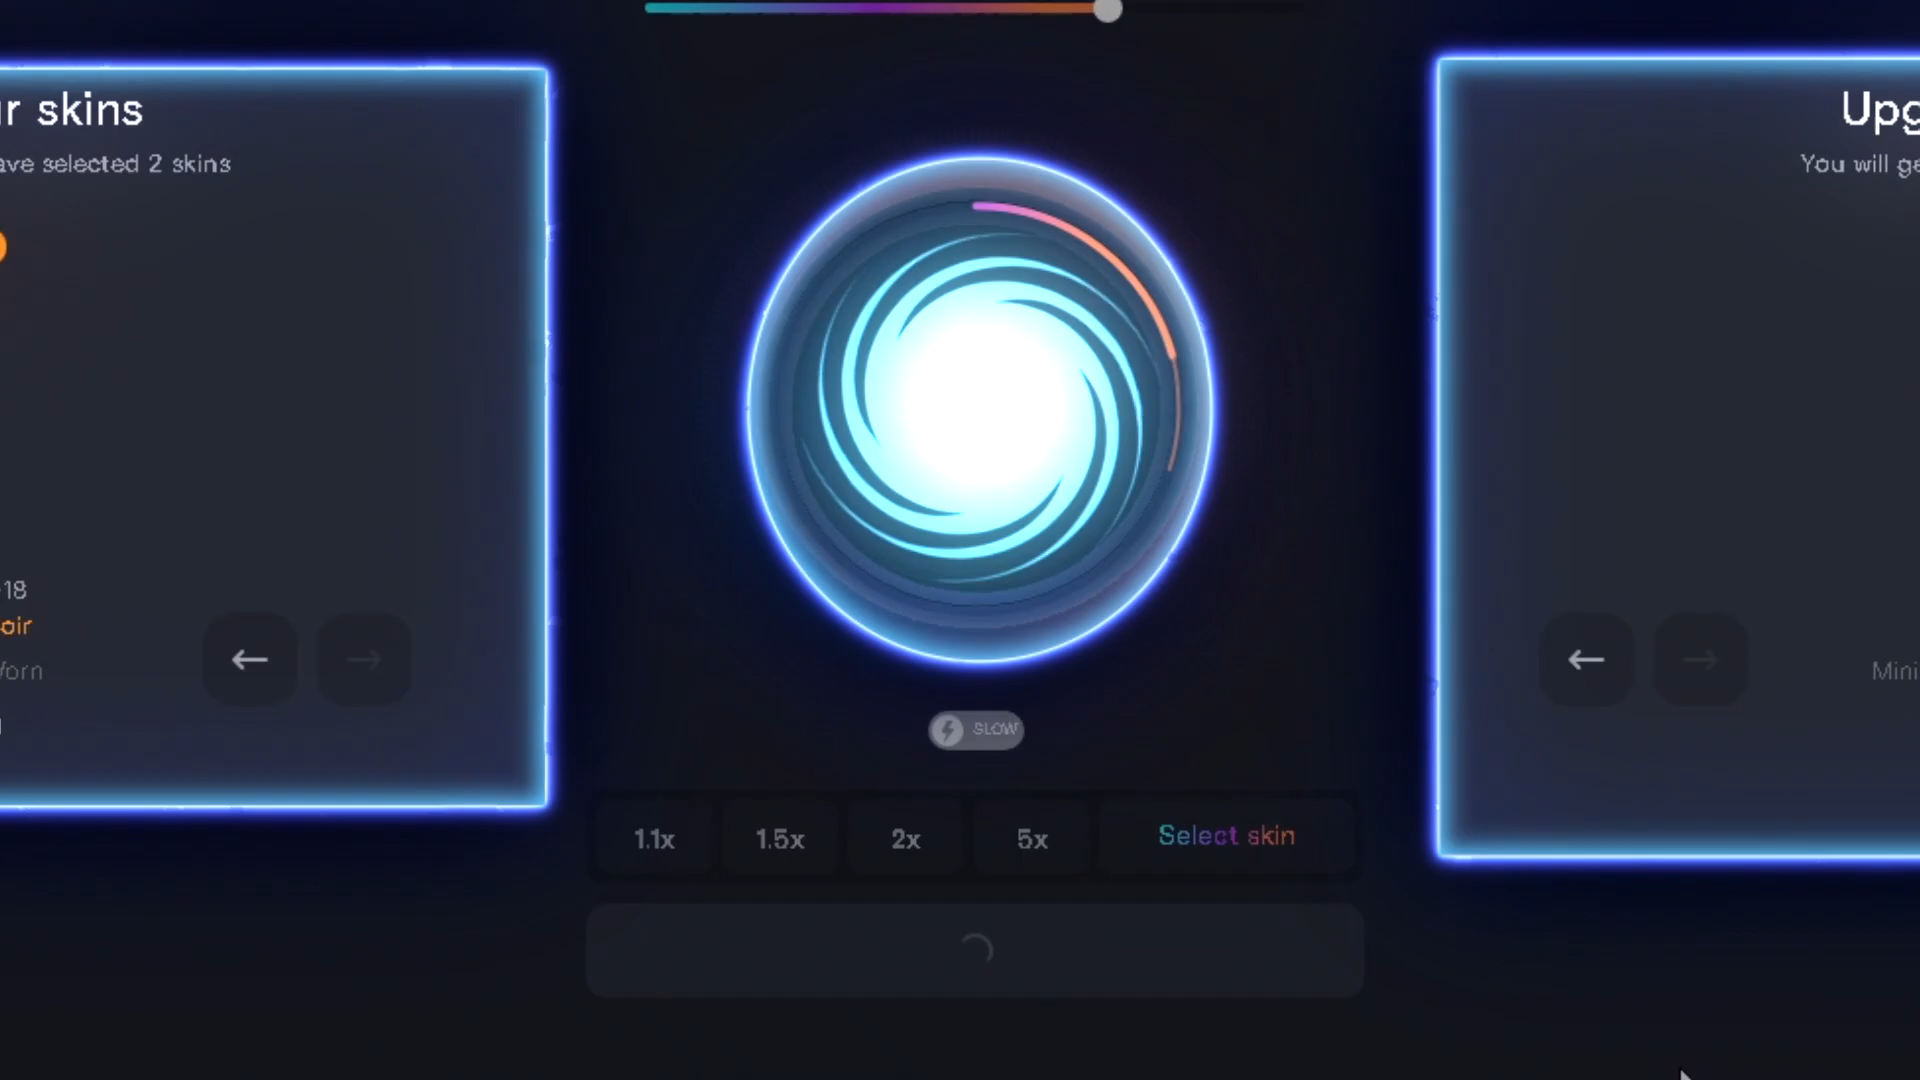 r skins
ave selected 2 skins
18
oir
Worn
Upg
You will ge
Mini
SLOW
1.1x
1.5x
2x
5x
Select skin